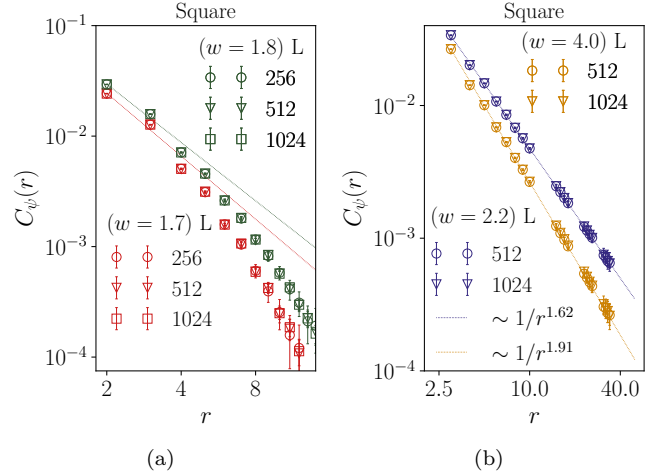 Square
10⁻¹
10⁻²
10⁻³
10⁻⁴
C_ψ(r)
(w = 1.8) L
256
512
1024
(w = 1.7) L
256
512
1024
2
4
8
r
(a)
Square
10⁻²
10⁻³
10⁻⁴
C_ψ(r)
(w = 4.0) L
512
1024
(w = 2.2) L
512
1024
~ 1/r^1.62
~ 1/r^1.91
2.5
10.0
40.0
r
(b)